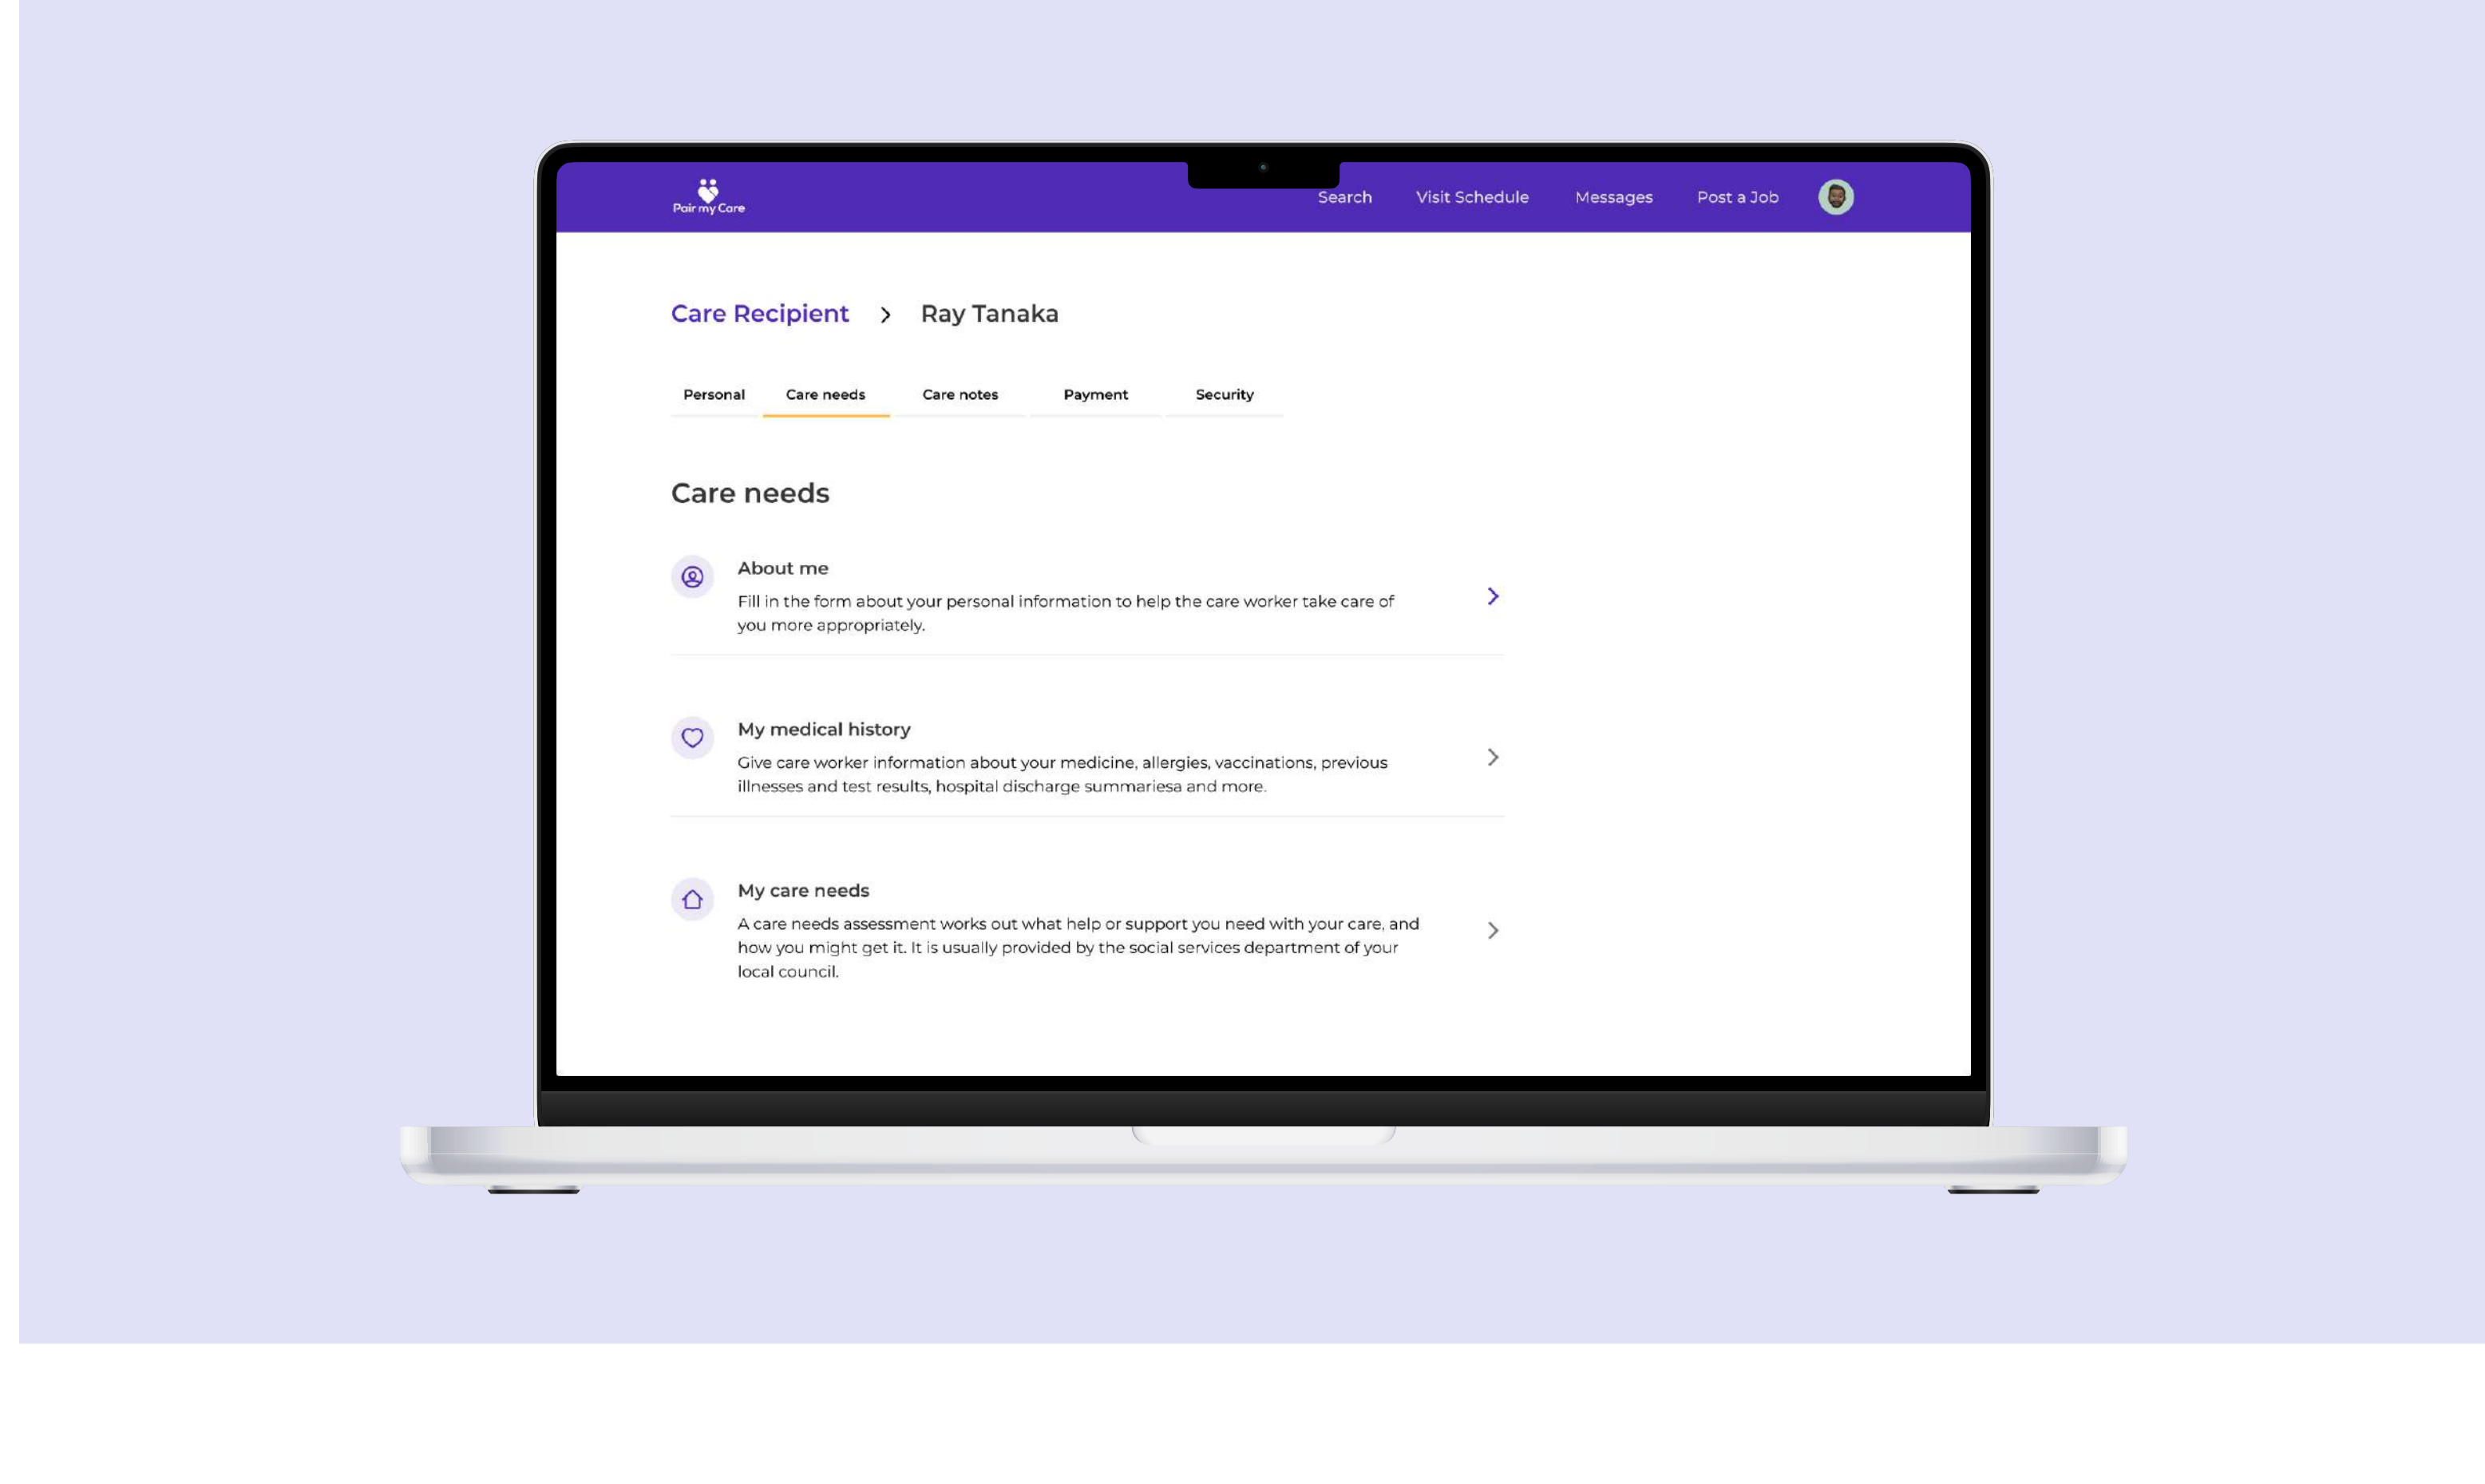 Pair my Care
Search
Visit Schedule
Messages
Post a Job
Care Recipient > Ray Tanaka
Personal
Care needs
Care notes
Payment
Security
Care needs
About me
Fill in the form about your personal information to help the care worker take care of
you more appropriately.
My medical history
Give care worker information about your medicine, allergies, vaccinations, previous
illnesses and test results, hospital discharge summariesa and more.
My care needs
A care needs assessment works out what help or support you need with your care, and
how you might get it. It is usually provided by the social services department of your
local council.